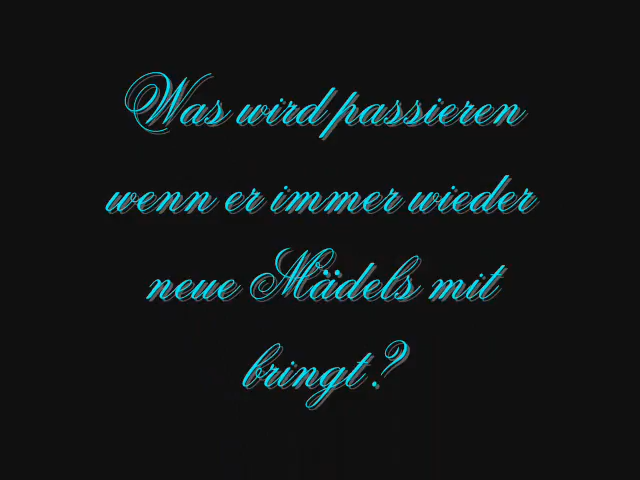 Was wird passieren
wenn er immer wieder
neue Mädels mit
bringt ?